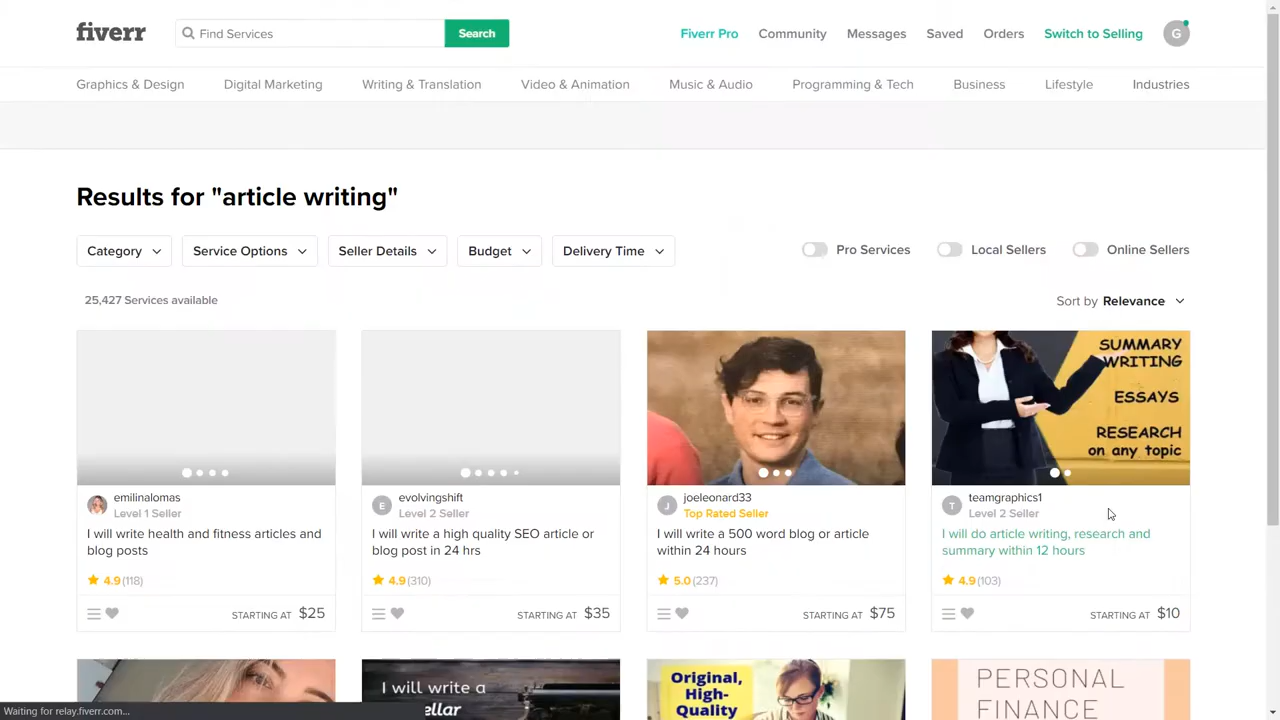 fiverr
Find Services
Search
Fiverr Pro
Community
Messages
Saved
Orders
Switch to Selling
G
Graphics & Design
Digital Marketing
Writing & Translation
Video & Animation
Music & Audio
Programming & Tech
Business
Lifestyle
Industries
Results for "article writing"
Category
Service Options
Seller Details
Budget
Delivery Time
Pro Services
Local Sellers
Online Sellers
25,427 Services available
Sort by Relevance
emilinalomas
Level 1 Seller
I will write health and fitness articles and
blog posts
4.9(118)
STARTING AT $25
E
evolvingshift
Level 2 Seller
I will write a high quality SEO article or
blog post in 24 hrs
4.9(310)
STARTING AT $35
J
joeleonard33
Top Rated Seller
I will write a 500 word blog or article
within 24 hours
5.0(237)
STARTING AT $75
SUMMARY
WRITING
ESSAYS
RESEARCH
on any topic
T
teamgraphics1
Level 2 Seller
I will do article writing, research and
summary within 12 hours
4.9(103)
STARTING AT $10
I will write a
llar
Original,
High-
Quality
PERSONAL
FINANCE
Waiting for relay.fiverr.com...